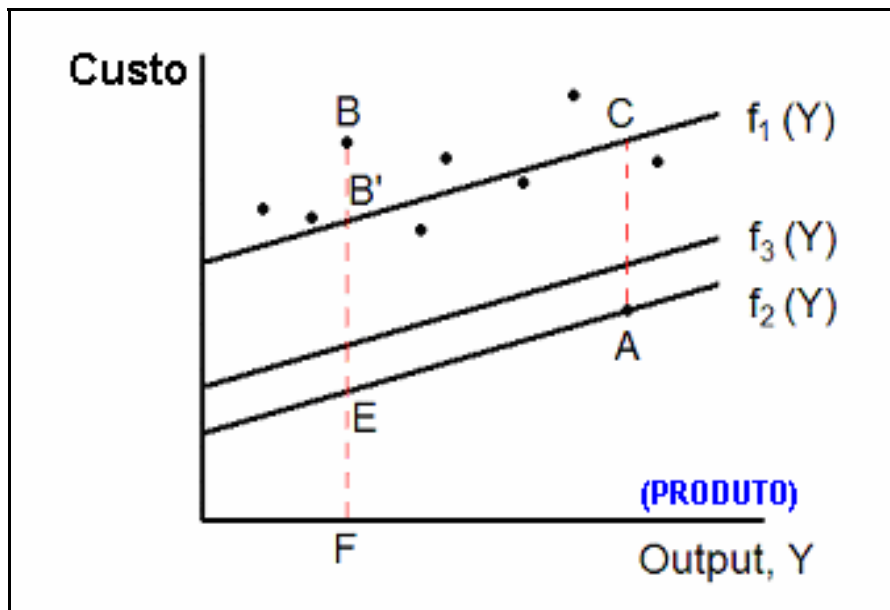 Custo
B
C
f₁ (Y)
B'
f₃ (Y)
f₂ (Y)
A
E
(PRODUTO)
F
Output, Y